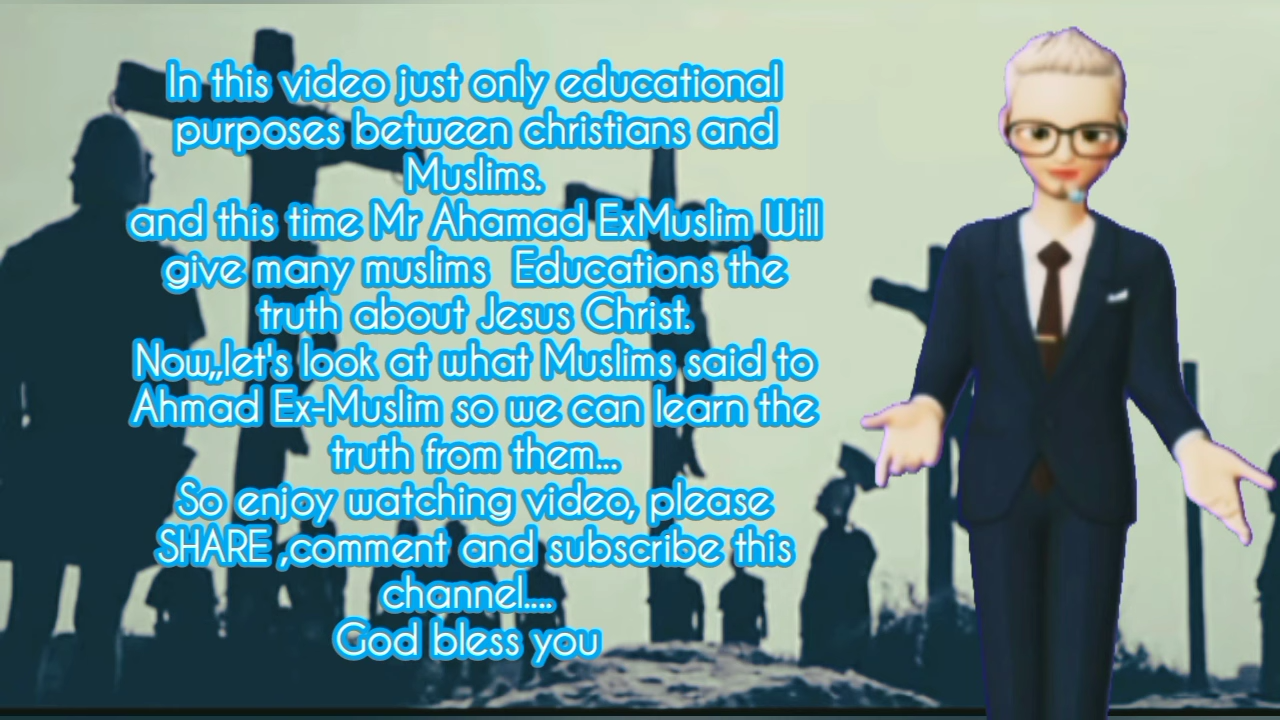 In this video just only educational
purposes between christians and
Muslims.
and this time Mr Ahamad ExMuslim Will
give many muslims  Educations the
truth about Jesus Christ.
Now,,let's look at what Muslims said to
Ahmad Ex-Muslim so we can learn the
truth from them...
So enjoy watching video, please
SHARE ,comment and subscribe this
channel....
God bless you